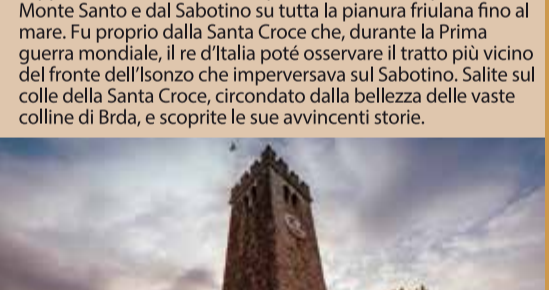 Monte Santo e dal Sabotino su tutta la pianura friulana fino al
mare. Fu proprio dalla Santa Croce che, durante la Prima
guerra mondiale, il re d'Italia poté osservare il tratto più vicino
del fronte dell'Isonzo che imperversava sul Sabotino. Salite sul
colle della Santa Croce, circondato dalla bellezza delle vaste
colline di Brda, e scoprite le sue avvincenti storie.